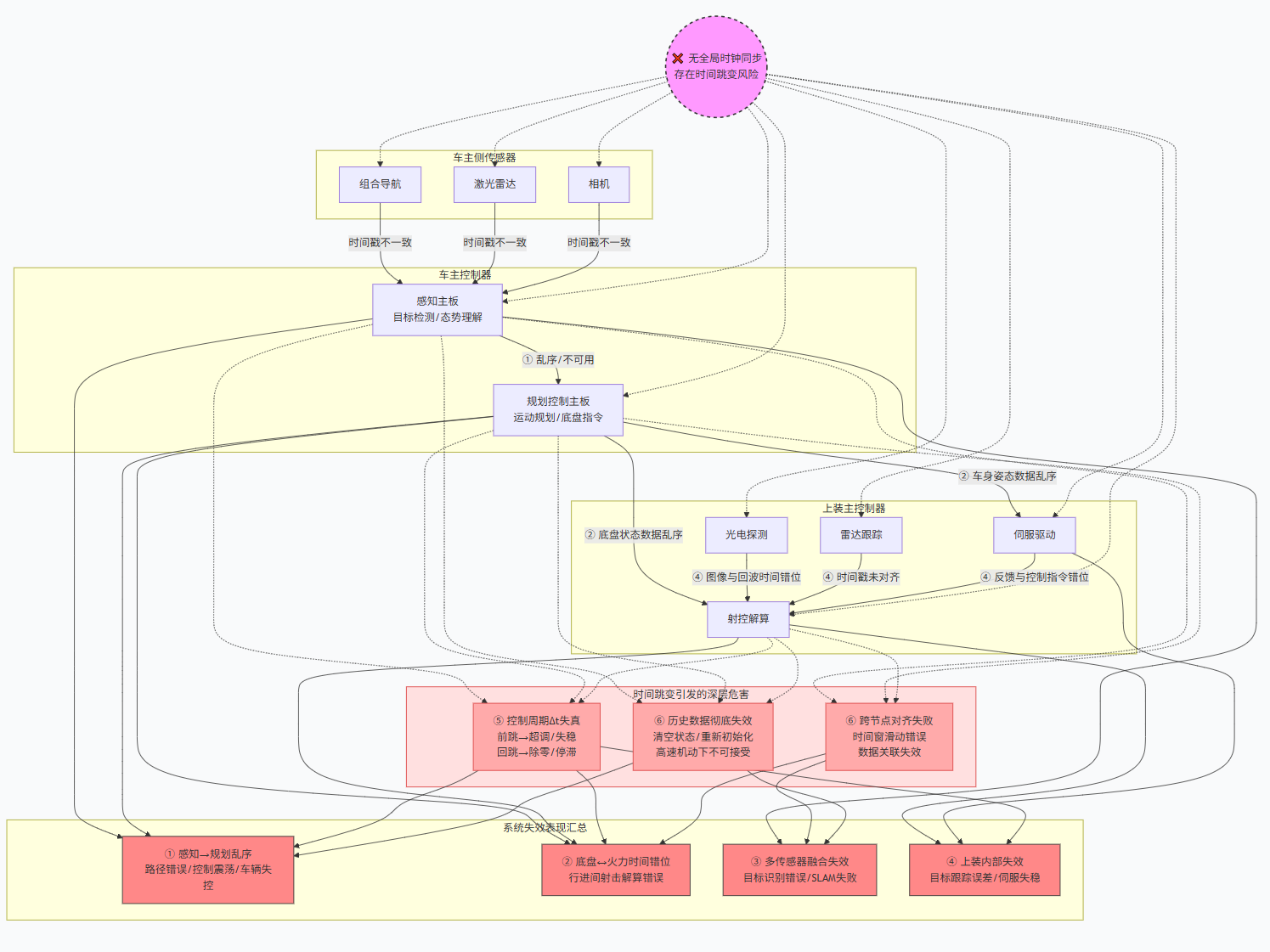 ❌ 无全局时钟同步
存在时间跳变风险
车主侧传感器
组合导航
激光雷达
相机
时间戳不一致
时间戳不一致
时间戳不一致
车主控制器
感知主板
目标检测/态势理解
① 乱序/不可用
规划控制主板
运动规划/底盘指令
② 车身姿态数据乱序
上装主控制器
② 底盘状态数据乱序
光电探测
雷达跟踪
伺服驱动
④ 图像与回波时间错位
④ 时间戳未对齐
④ 反馈与控制指令错位
射控解算
时间跳变引发的深层危害
⑤ 控制周期Δt失真
前跳→超调/失稳
回跳→除零/停滞
⑥ 历史数据彻底失效
清空状态/重新初始化
高速机动下不可接受
⑥ 跨节点对齐失败
时间窗滑动错误
数据关联失效
系统失效表现汇总
① 感知→规划乱序
路径错误/控制震荡/车辆失
控
② 底盘↔火力时间错位
行进间射击解算错误
③ 多传感器融合失效
目标识别错误/SLAM失败
④ 上装内部失效
目标跟踪误差/伺服失稳